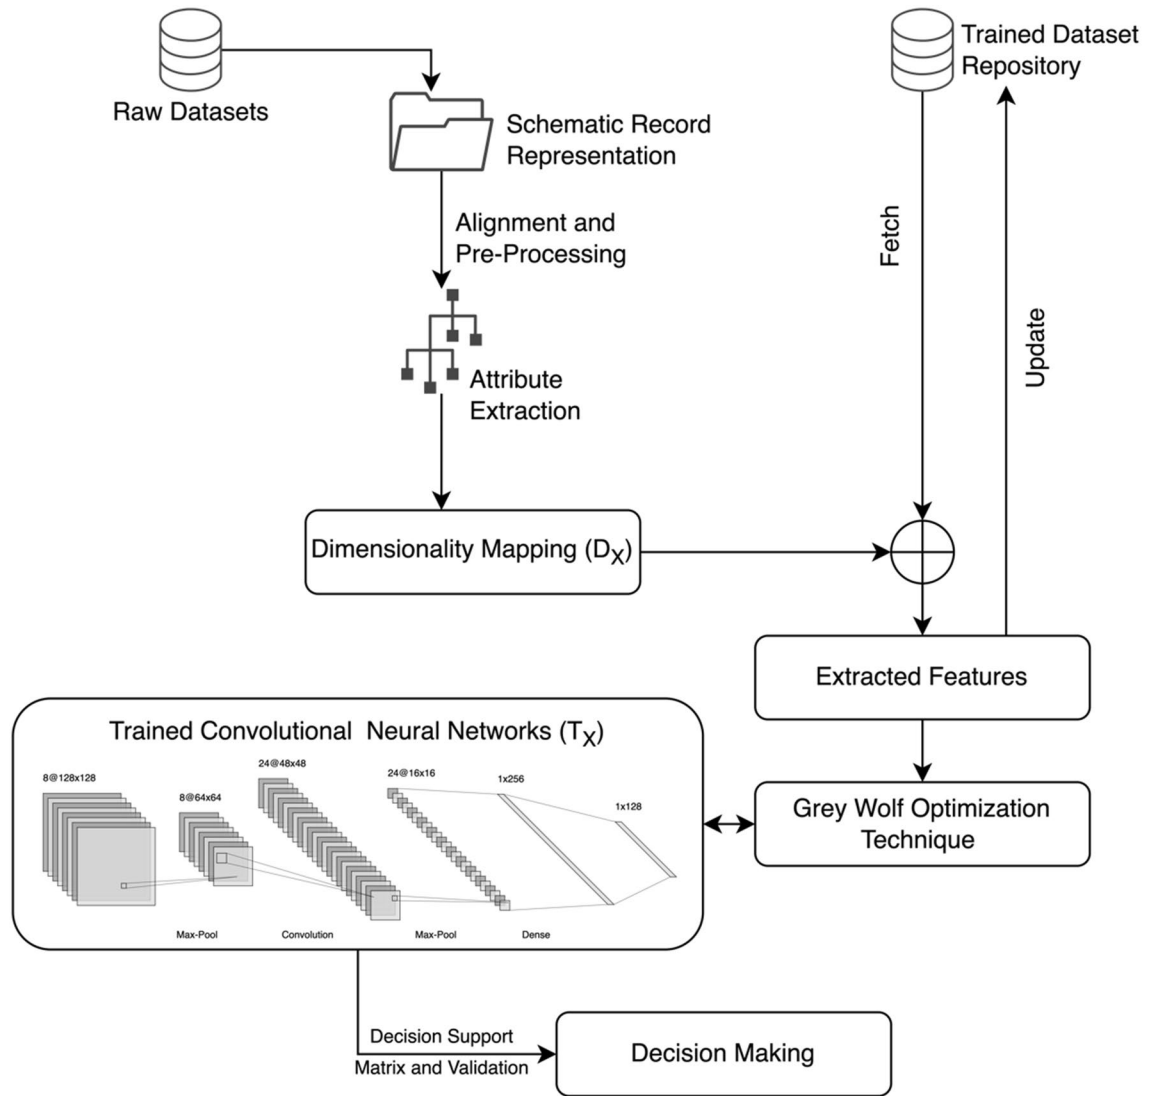 Raw Datasets
Trained Dataset
Repository
Schematic Record
Representation
Alignment and
Pre-Processing
Fetch
Update
Attribute
Extraction
Dimensionality Mapping (DX)
Extracted Features
Trained Convolutional Neural Networks (TX)
8@128x128
8@64x64
24@48x48
24@16x16
1x256
1x128
Max-Pool
Convolution
Max-Pool
Dense
Grey Wolf Optimization
Technique
Decision Support
Matrix and Validation
Decision Making